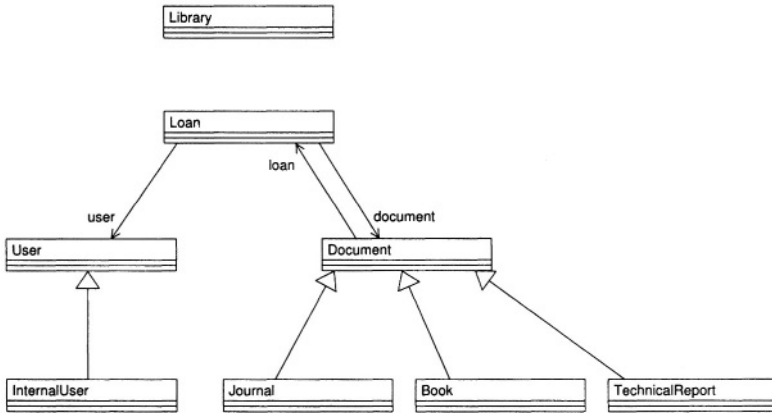 Library
Loan
loan
user
document
User
Document
InternalUser
Journal
Book
TechnicalReport